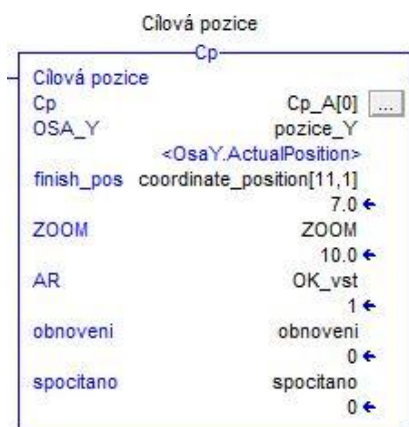 Cílová pozice
Cp
Cílová pozice
Cp Cp_A[0] ...
OSA_Y pozice_Y
<OsaY.ActualPosition>
finish_pos coordinate_position[11,1]
7.0
ZOOM ZOOM
10.0
AR OK_vst
1
obnoveni obnoveni
0
spocitano spocitano
0